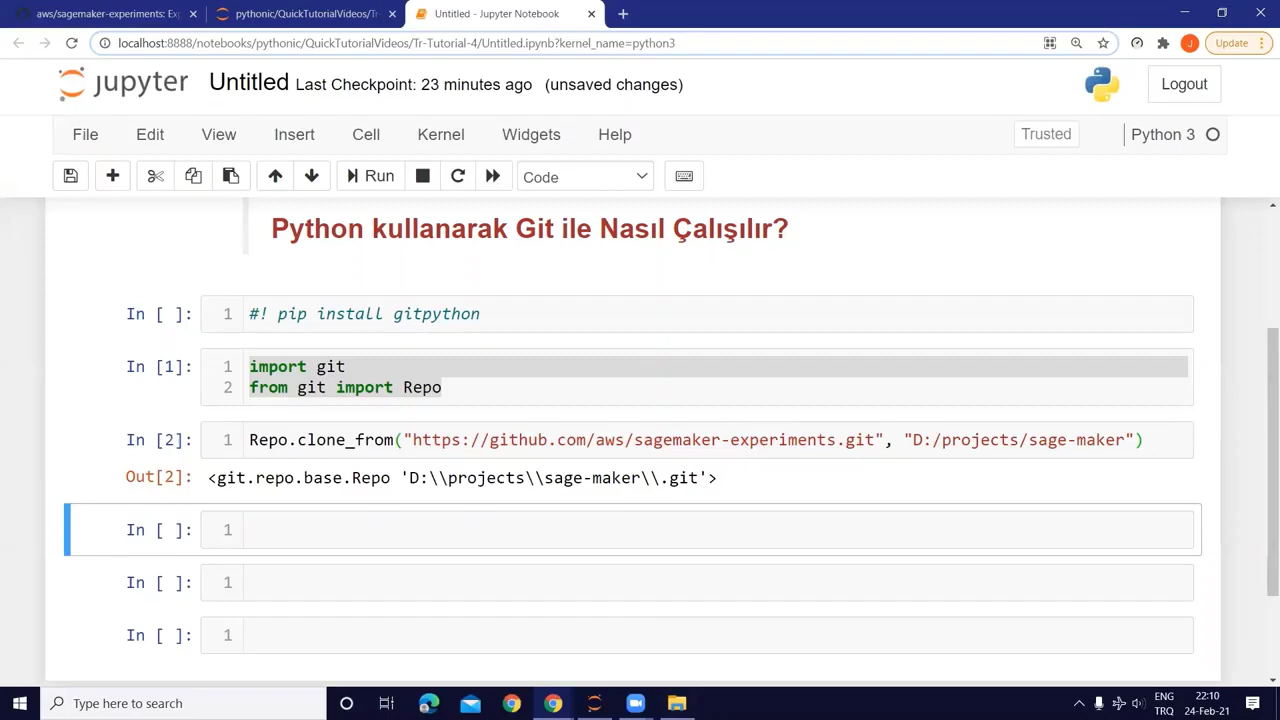 aws/sagemaker-experiments: Ex
pythonic/QuickTutorialVideos/Tr-
Untitled - Jupyter Notebook
localhost:8888/notebooks/pythonic/QuickTutorialVideos/Tr-Tutorial-4/Untitled.ipynb?kernel_name=python3
J
Update
jupyter Untitled Last Checkpoint: 23 minutes ago (unsaved changes)
Logout
File Edit View Insert Cell Kernel Widgets Help
Trusted
Python 3
Run
Code
Python kullanarak Git ile Nasıl Çalışılır?
In [ ]: 1 #! pip install gitpython
In [1]: 1 import git
2 from git import Repo
In [2]: 1 Repo.clone_from("https://github.com/aws/sagemaker-experiments.git", "D:/projects/sage-maker")
Out[2]: <git.repo.base.Repo 'D:\\projects\\sage-maker\\.git'>
In [ ]: 1
In [ ]: 1
In [ ]: 1
Type here to search
ENG 22:10
TRQ 24-Feb-21